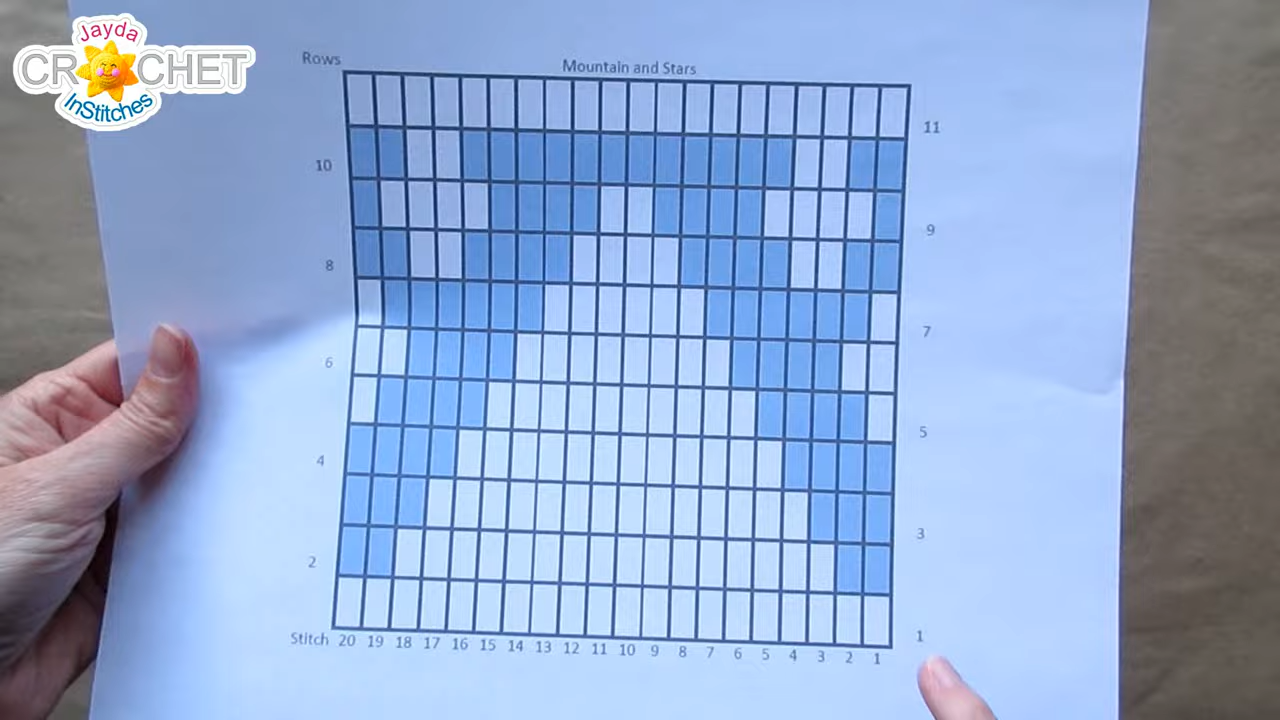 Jayda
CROCHET
InStitches
Rows
Mountain and Stars
11
10
9
8
7
6
5
4
3
2
1
Stitch 20 19 18 17 16 15 14 13 12 11 10 9 8 7 6 5 4 3 2 1